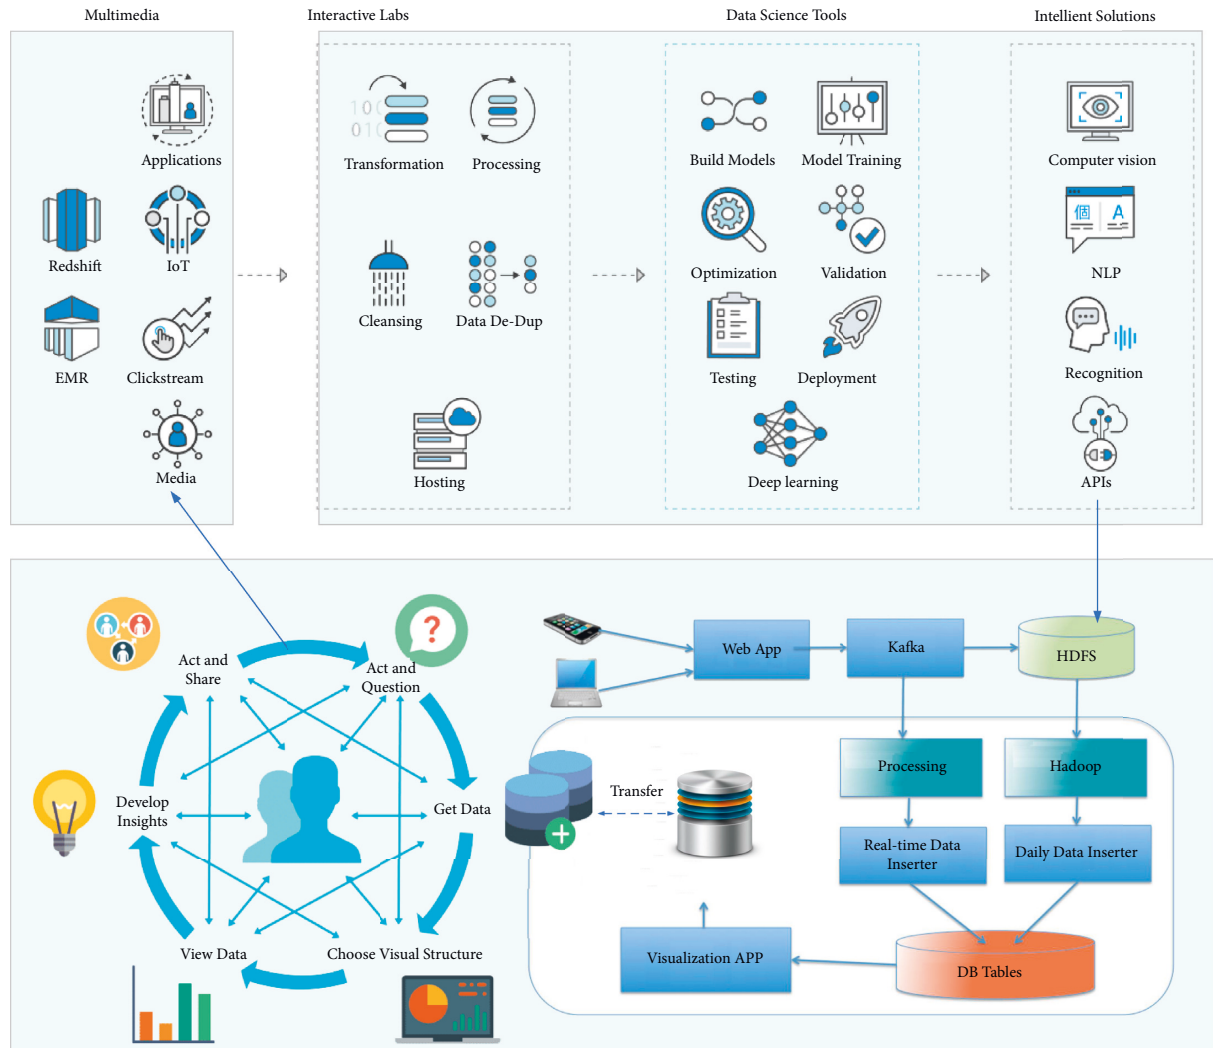 Multimedia
Interactive Labs
Data Science Tools
Intellient Solutions
Applications
Redshift
IoT
EMR
Clickstream
Media
100
010
Transformation
Processing
Cleansing
Data De-Dup
Hosting
Build Models
Model Training
Optimization
Validation
Testing
Deployment
Deep learning
Computer vision
個 A
NLP
Recognition
APIs
Act and
Share
?
Act and
Question
Develop
Insights
Get Data
View Data
Choose Visual Structure
Web App
Kafka
HDFS
Transfer
Processing
Hadoop
Real-time Data
Inserter
Daily Data Inserter
Visualization APP
DB Tables